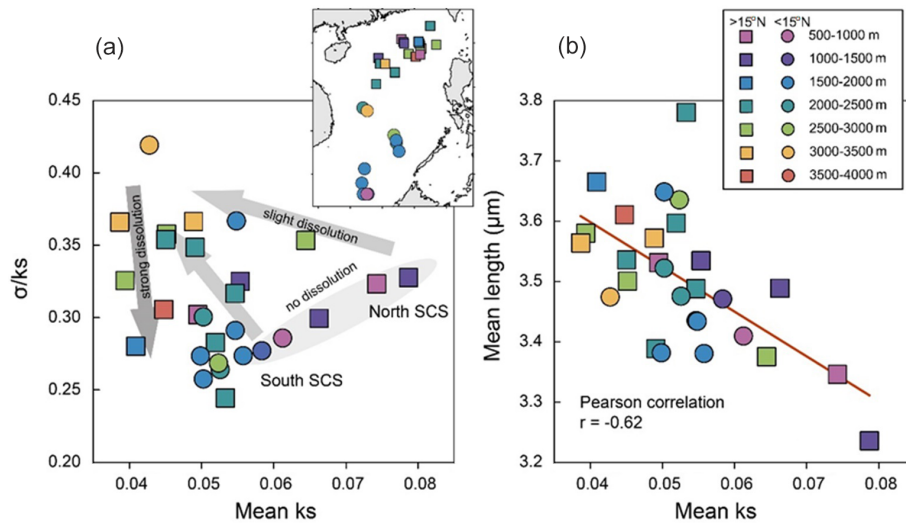 (a)
0.45
0.40
0.35
0.30
0.25
0.20
σ/ks
0.04
0.05
0.06
0.07
0.08
Mean ks
strong dissolution
slight dissolution
no dissolution
North SCS
South SCS
(b)
>15°N <15°N
500-1000 m
1000-1500 m
1500-2000 m
2000-2500 m
2500-3000 m
3000-3500 m
3500-4000 m
3.8
3.7
3.6
3.5
3.4
3.3
3.2
Mean length (μm)
Pearson correlation
r = -0.62
0.04
0.05
0.06
0.07
0.08
Mean ks